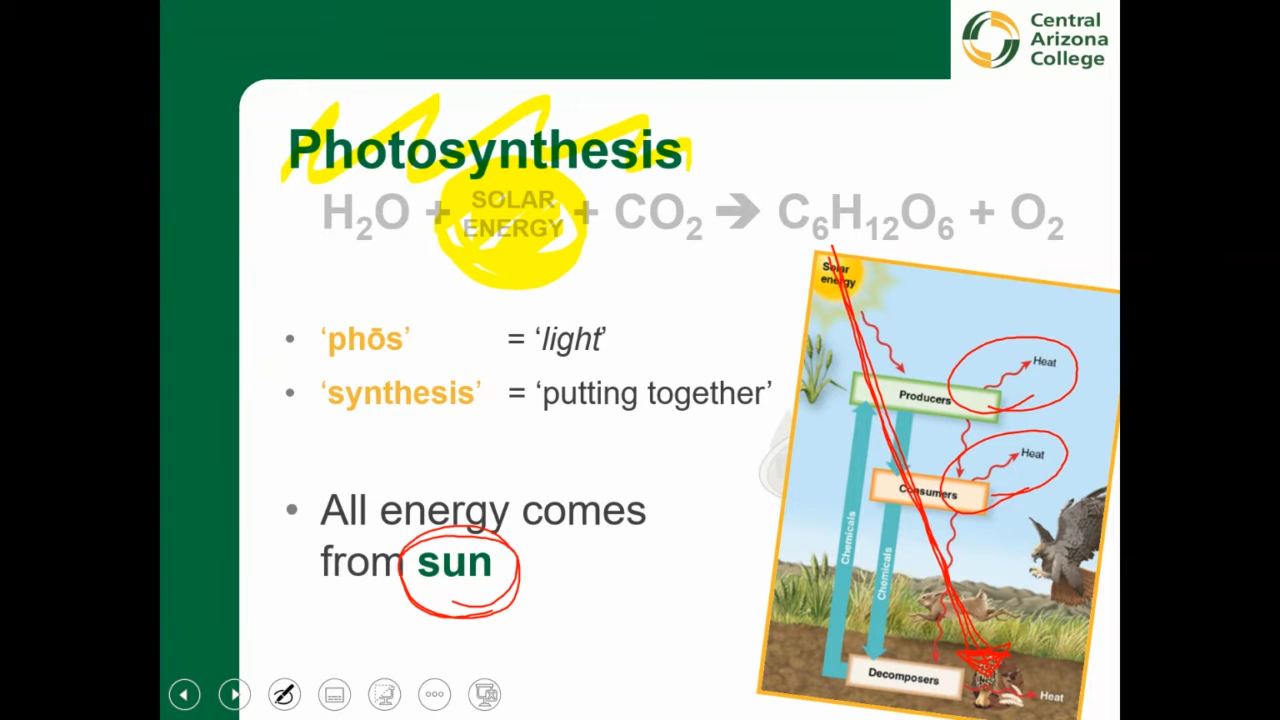 Central
Arizona
College
Photosynthesis
H2O + SOLAR ENERGY + CO2 ➔ C6H12O6 + O2
• ‘phōs’ = ‘light’
• ‘synthesis’ = ‘putting together’
• All energy comes
from sun
Solar
energy
Heat
Producers
Heat
Consumers
Chemicals
Chemicals
Decomposers
Heat